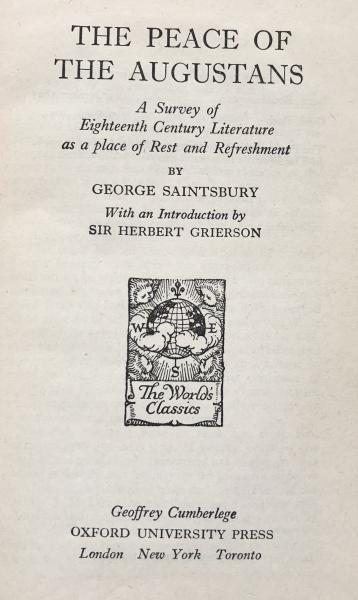 THE PEACE OF
THE AUGUSTANS
A Survey of
Eighteenth Century Literature
as a place of Rest and Refreshment
BY
GEORGE SAINTSBURY
With an Introduction by
SIR HERBERT GRIERSON
W E
S
The World's
Classics
Geoffrey Cumberlege
OXFORD UNIVERSITY PRESS
London New York Toronto